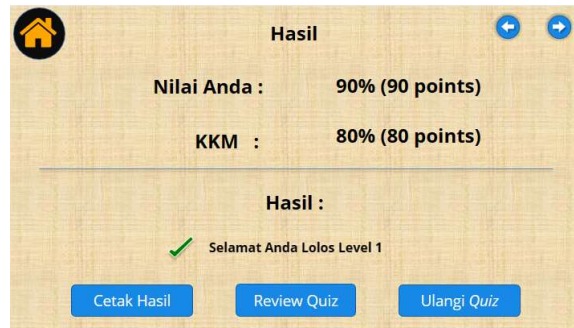 Hasil
Nilai Anda : 90% (90 points)
KKM : 80% (80 points)
Hasil :
Selamat Anda Lolos Level 1
Cetak Hasil Review Quiz Ulangi Quiz